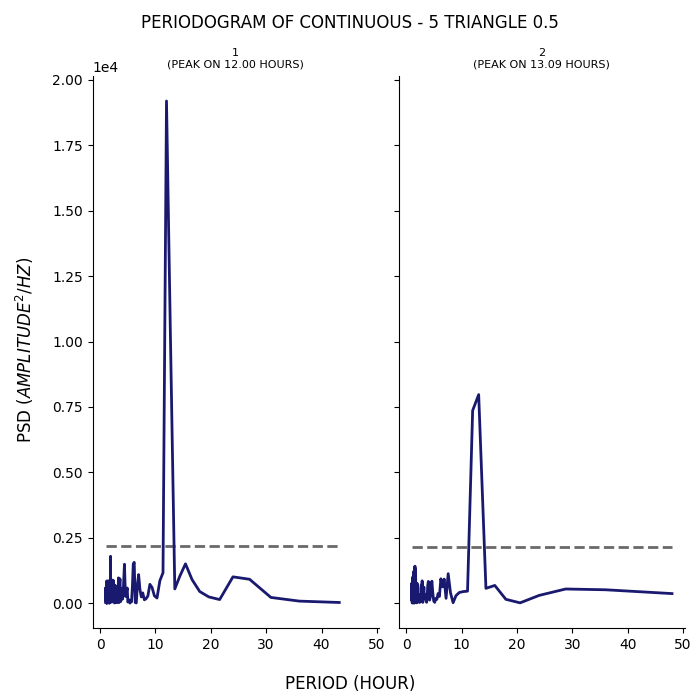 PERIODOGRAM OF CONTINUOUS - 5 TRIANGLE 0.5
1
(PEAK ON 12.00 HOURS)
2
(PEAK ON 13.09 HOURS)
1e4
2.00
1.75
1.50
1.25
1.00
0.75
0.50
0.25
0.00
PSD (AMPLITUDE²/HZ)
0 10 20 30 40 50
0 10 20 30 40 50
PERIOD (HOUR)